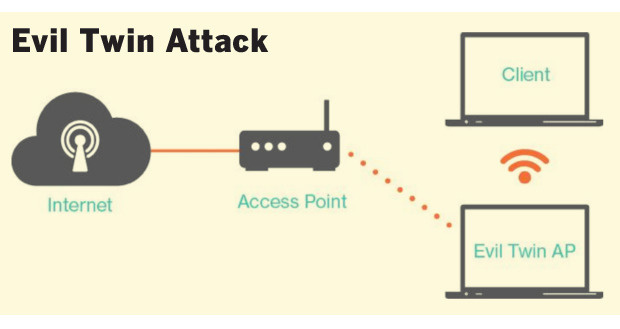 Evil Twin Attack
Client
Internet
Access Point
Evil Twin AP